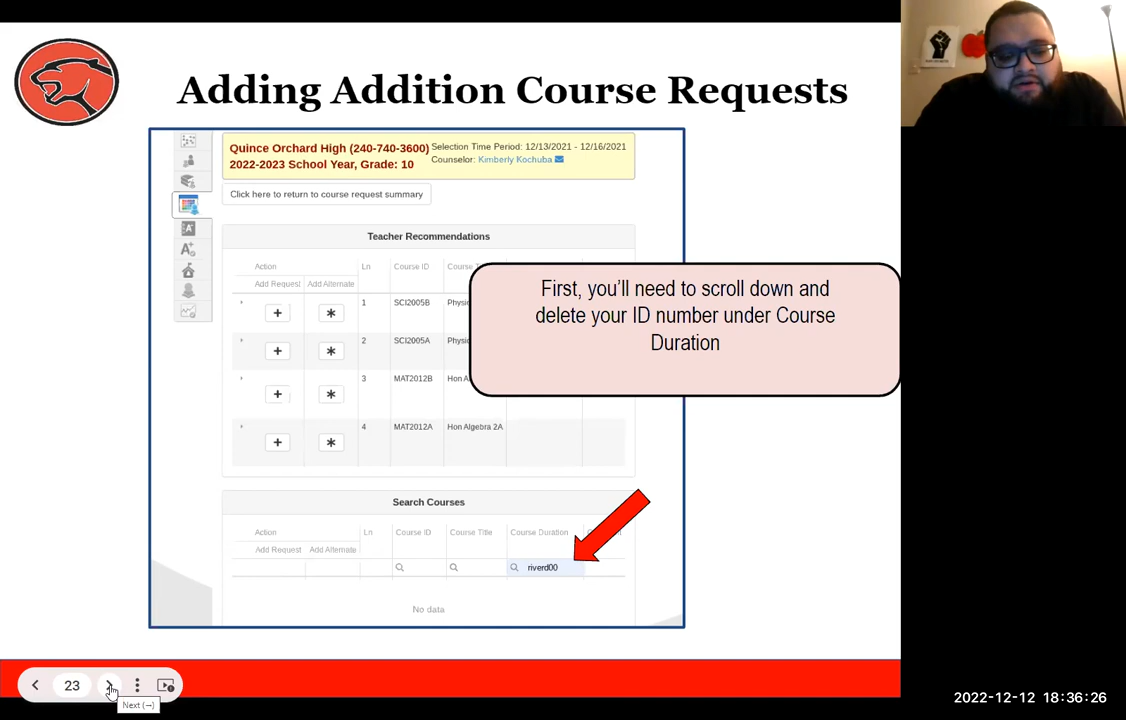 Adding Addition Course Requests
Quince Orchard High (240-740-3600)
2022-2023 School Year, Grade: 10
Selection Time Period: 12/13/2021 - 12/16/2021
Counselor: Kimberly Kochuba
Click here to return to course request summary
Teacher Recommendations
Action Ln Course ID Course
Add Request Add Alternate
1 SCI2005B
2 SCI2005A
3 MAT2012B Hon
4 MAT2012A Hon Algebra 2A
First, you'll need to scroll down and
delete your ID number under Course
Duration
Search Courses
Action Ln Course ID Course Title Course Duration
Add Request Add Alternate
riverd00
No data
23
Next (→)
2022-12-12 18:36:26